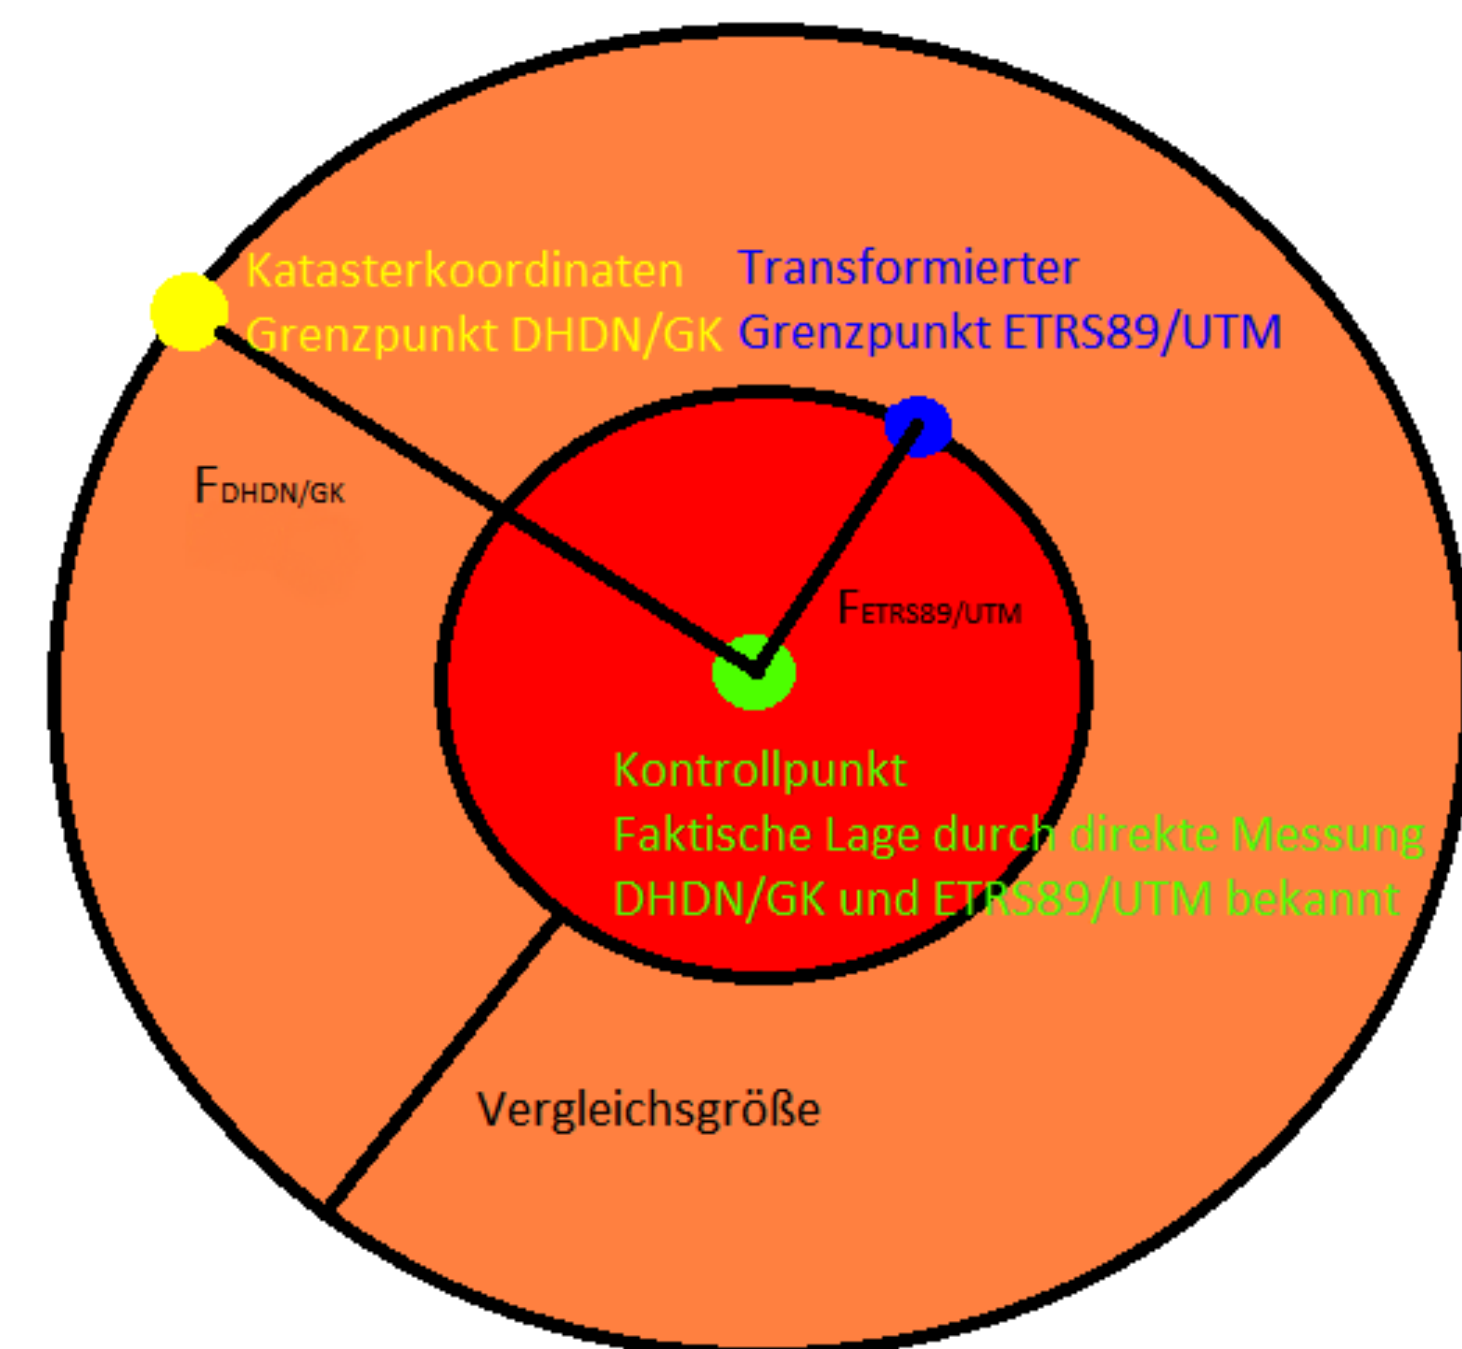 Katasterkoordinaten
Grenzpunkt DHDN/GK
Transformierter
Grenzpunkt ETRS89/UTM
FDHDN/GK
FETRS89/UTM
Kontrollpunkt
Faktische Lage durch direkte Messung
DHDN/GK und ETRS89/UTM bekannt
Vergleichsgröße